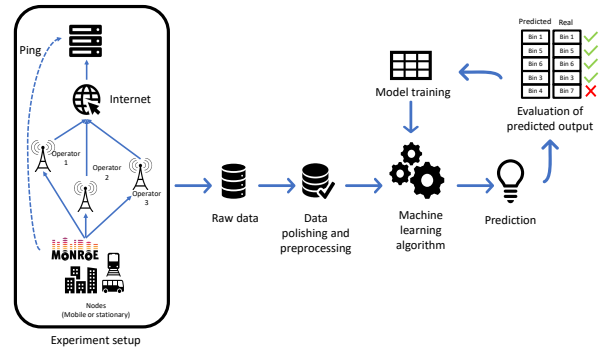 Ping
Internet
Operator
1
Operator
2
Operator
3
MONROE
Nodes
(Mobile or stationary)
Experiment setup
Raw data
Data
polishing and
preprocessing
Model training
Machine
learning
algorithm
Prediction
Predicted Real
Bin 1 Bin 1
Bin 5 Bin 5
Bin 6 Bin 6
Bin 3 Bin 3
Bin 4 Bin 7
Evaluation of
predicted output